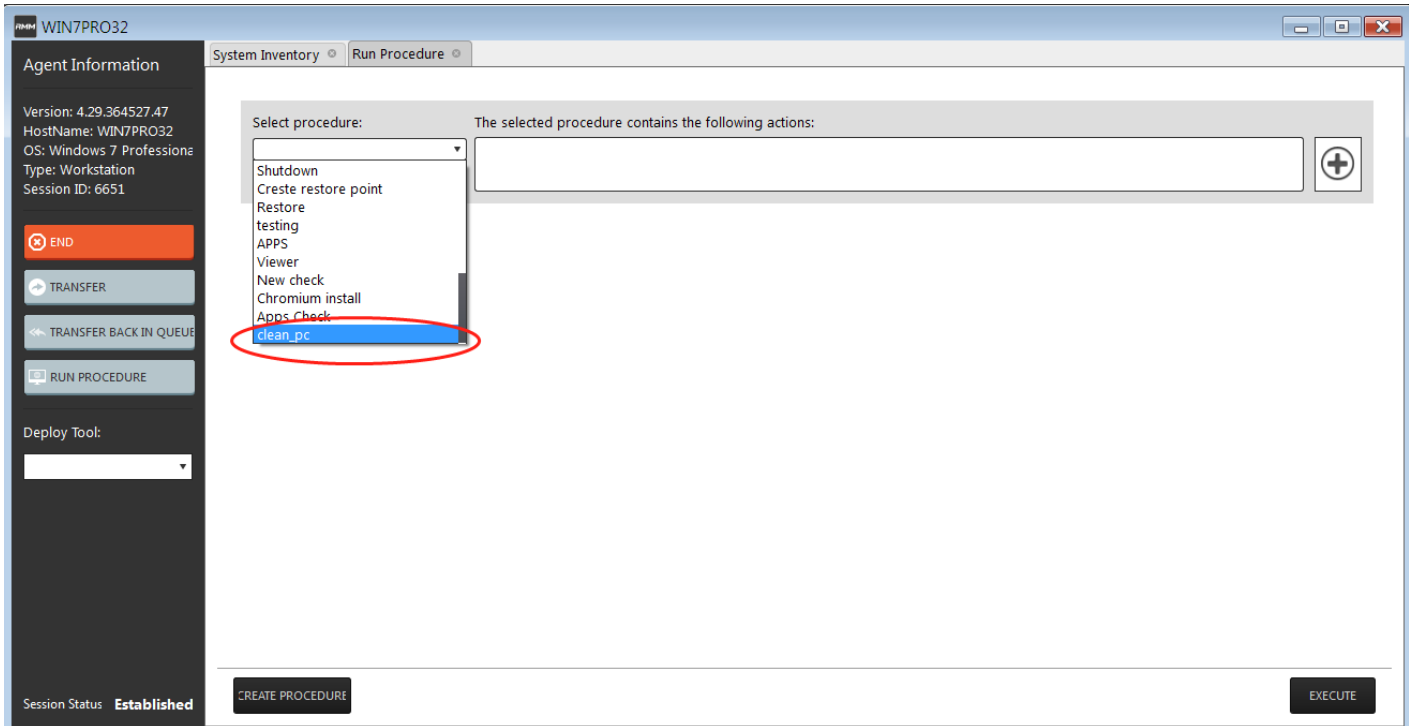 RMM WIN7PRO32
Agent Information
Version: 4.29.364527.47
HostName: WIN7PRO32
OS: Windows 7 Professiona
Type: Workstation
Session ID: 6651
END
TRANSFER
TRANSFER BACK IN QUEUE
RUN PROCEDURE
Deploy Tool:
Session Status Established
System Inventory
Run Procedure
Select procedure:
The selected procedure contains the following actions:
Shutdown
Creste restore point
Restore
testing
APPS
Viewer
New check
Chromium install
Apps Check
clean_pc
CREATE PROCEDURE
EXECUTE